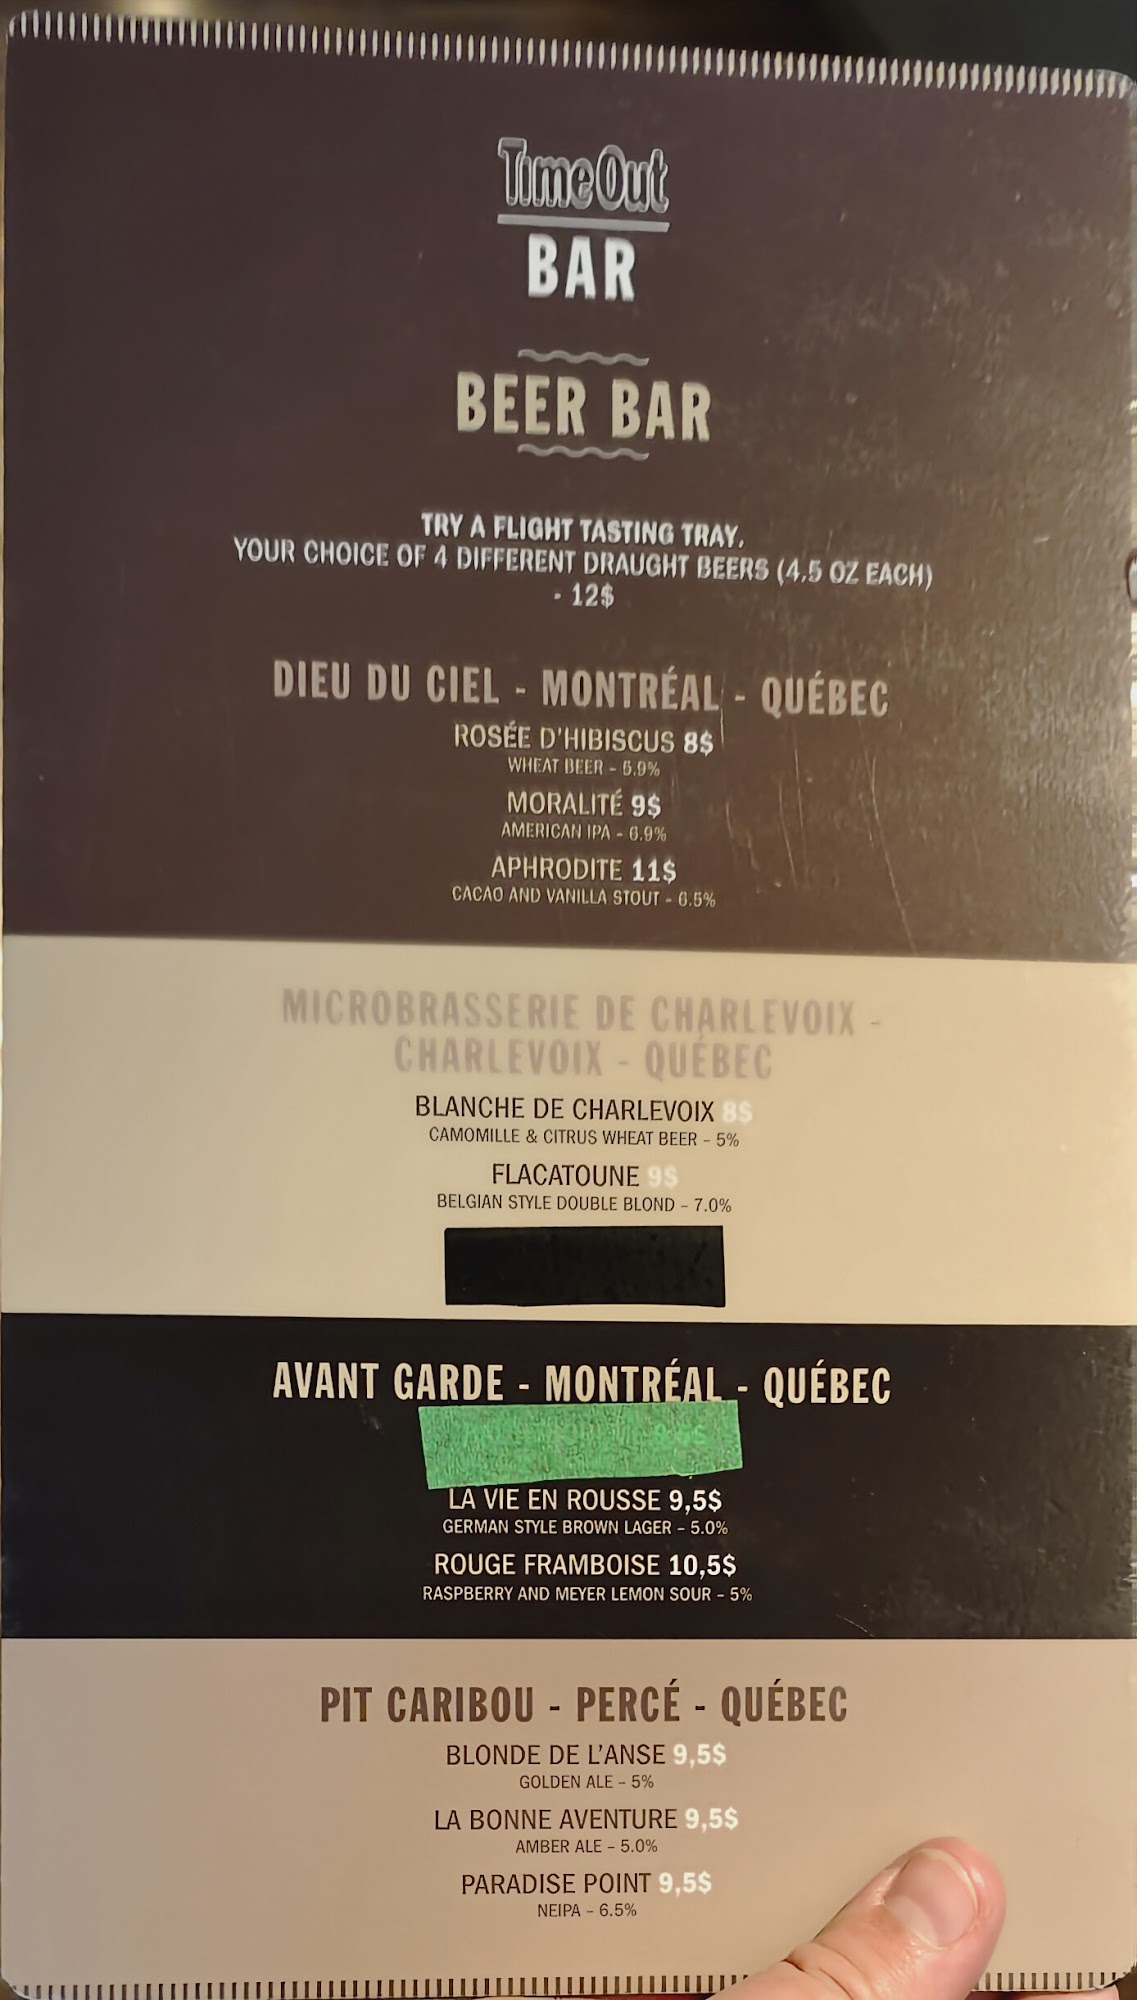 TimeOut
BAR
BEER BAR
TRY A FLIGHT TASTING TRAY,
YOUR CHOICE OF 4 DIFFERENT DRAUGHT BEERS (4.5 OZ EACH)
- 12$
DIEU DU CIEL - MONTRÉAL - QUÉBEC
ROSÉE D'HIBISCUS 8$
WHEAT BEER - 5.9%
MORALITÉ 9$
AMERICAN IPA - 6.9%
APHRODITE 11$
CACAO AND VANILLA STOUT - 6.5%
MICROBRASSERIE DE CHARLEVOIX -
CHARLEVOIX - QUÉBEC
BLANCHE DE CHARLEVOIX 8$
CAMOMILLE & CITRUS WHEAT BEER - 5%
FLACATOUNE 9$
BELGIAN STYLE DOUBLE BLOND - 7.0%
AVANT GARDE - MONTRÉAL - QUÉBEC
LA VIE EN ROUSSE 9,5$
GERMAN STYLE BROWN LAGER - 5.0%
ROUGE FRAMBOISE 10,5$
RASPBERRY AND MEYER LEMON SOUR - 5%
PIT CARIBOU - PERCÉ - QUÉBEC
BLONDE DE L'ANSE 9,5$
GOLDEN ALE - 5%
LA BONNE AVENTURE 9,5$
AMBER ALE - 5.0%
PARADISE POINT 9,5$
NEIPA - 6.5%